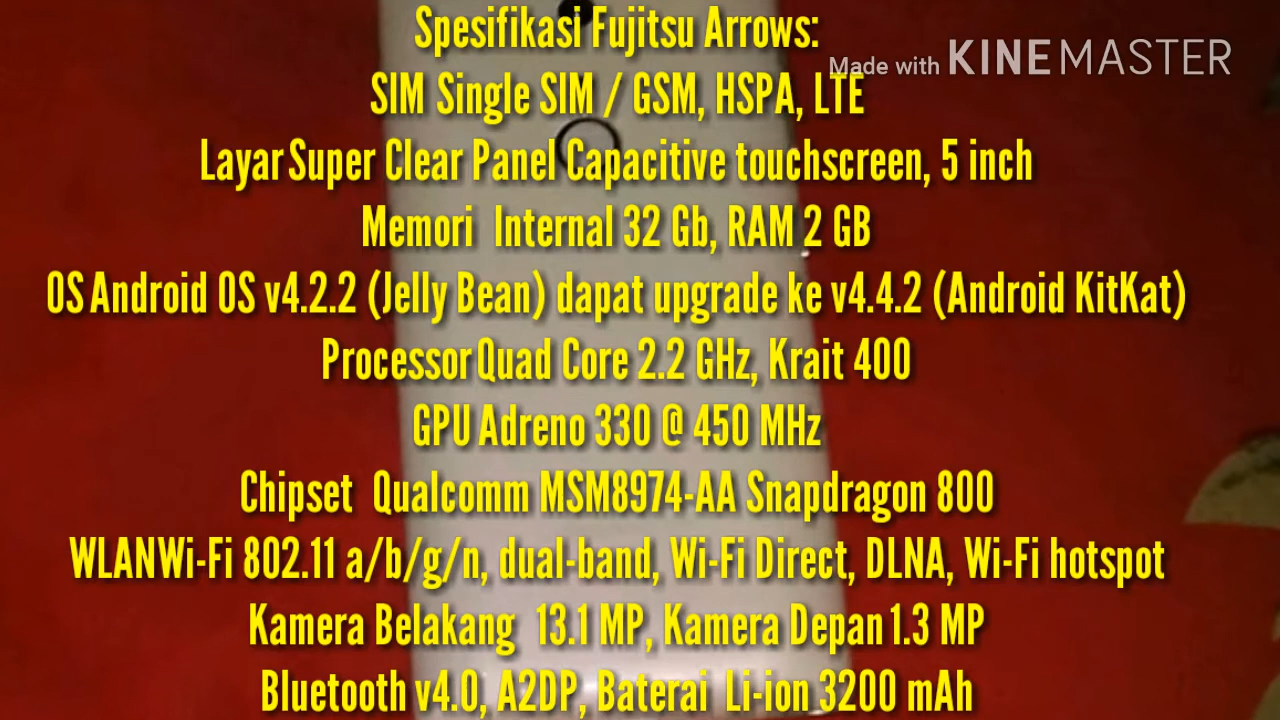 Spesifikasi Fujitsu Arrows:
Made with KINEMASTER
SIM Single SIM / GSM, HSPA, LTE
Layar Super Clear Panel Capacitive touchscreen, 5 inch
Memori Internal 32 Gb, RAM 2 GB
OS Android OS v4.2.2 (Jelly Bean) dapat upgrade ke v4.4.2 (Android KitKat)
Processor Quad Core 2.2 GHz, Krait 400
GPU Adreno 330 @ 450 MHz
Chipset Qualcomm MSM8974-AA Snapdragon 800
WLANWi-Fi 802.11 a/b/g/n, dual-band, Wi-Fi Direct, DLNA, Wi-Fi hotspot
Kamera Belakang 13.1 MP, Kamera Depan 1.3 MP
Bluetooth v4.0, A2DP, Baterai Li-ion 3200 mAh